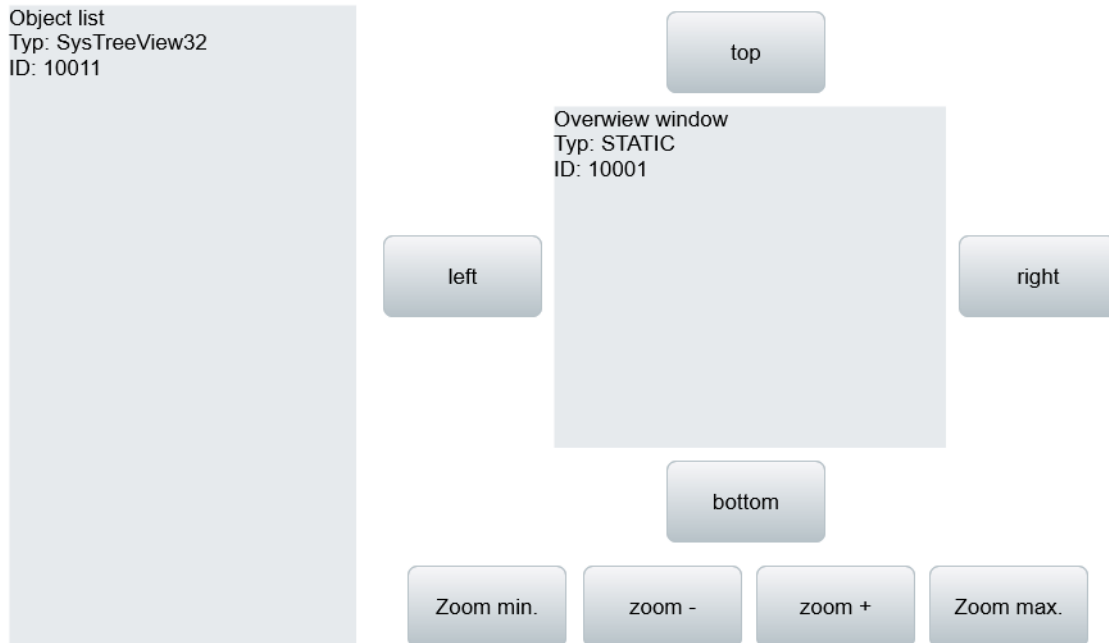 Object list
Typ: SysTreeView32
ID: 10011
top
Overwiew window
Typ: STATIC
ID: 10001
left
right
bottom
Zoom min.
zoom -
zoom +
Zoom max.